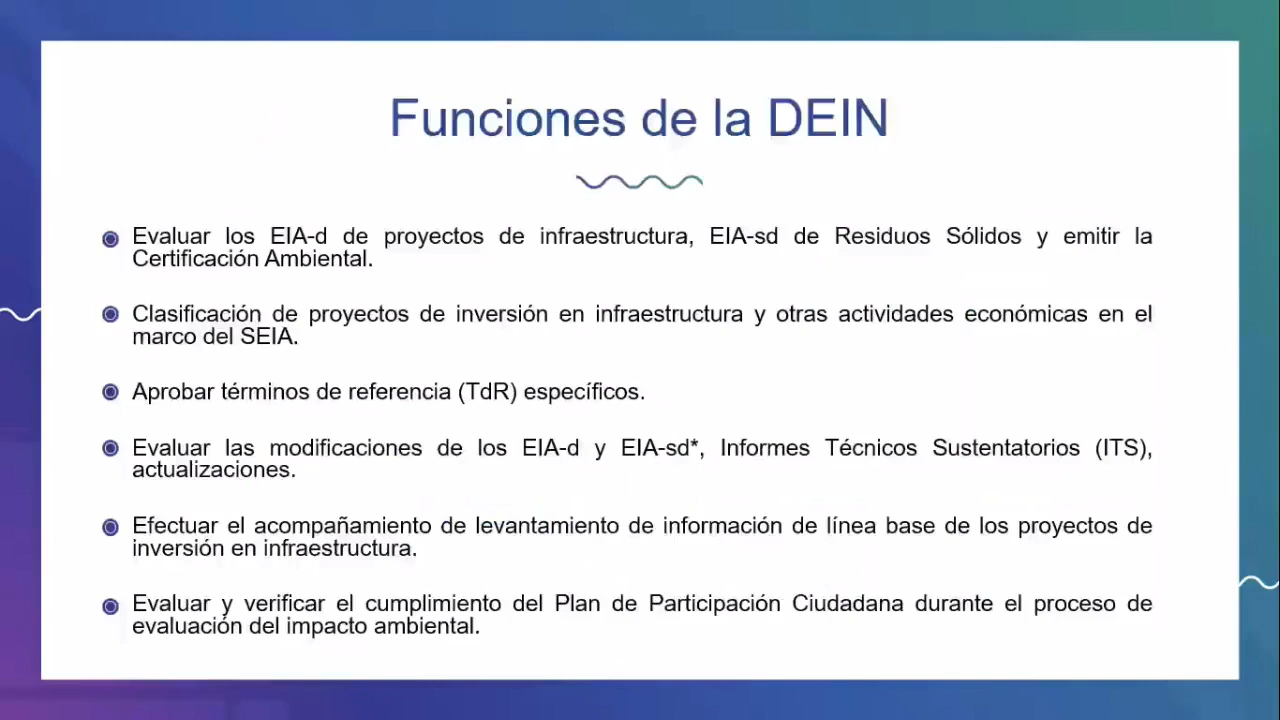 Funciones de la DEIN
Evaluar los EIA-d de proyectos de infraestructura, EIA-sd de Residuos Sólidos y emitir la
Certificación Ambiental.
Clasificación de proyectos de inversión en infraestructura y otras actividades económicas en el
marco del SEIA.
Aprobar términos de referencia (TdR) específicos.
Evaluar las modificaciones de los EIA-d y EIA-sd*, Informes Técnicos Sustentatorios (ITS),
actualizaciones.
Efectuar el acompañamiento de levantamiento de información de línea base de los proyectos de
inversión en infraestructura.
Evaluar y verificar el cumplimiento del Plan de Participación Ciudadana durante el proceso de
evaluación del impacto ambiental.